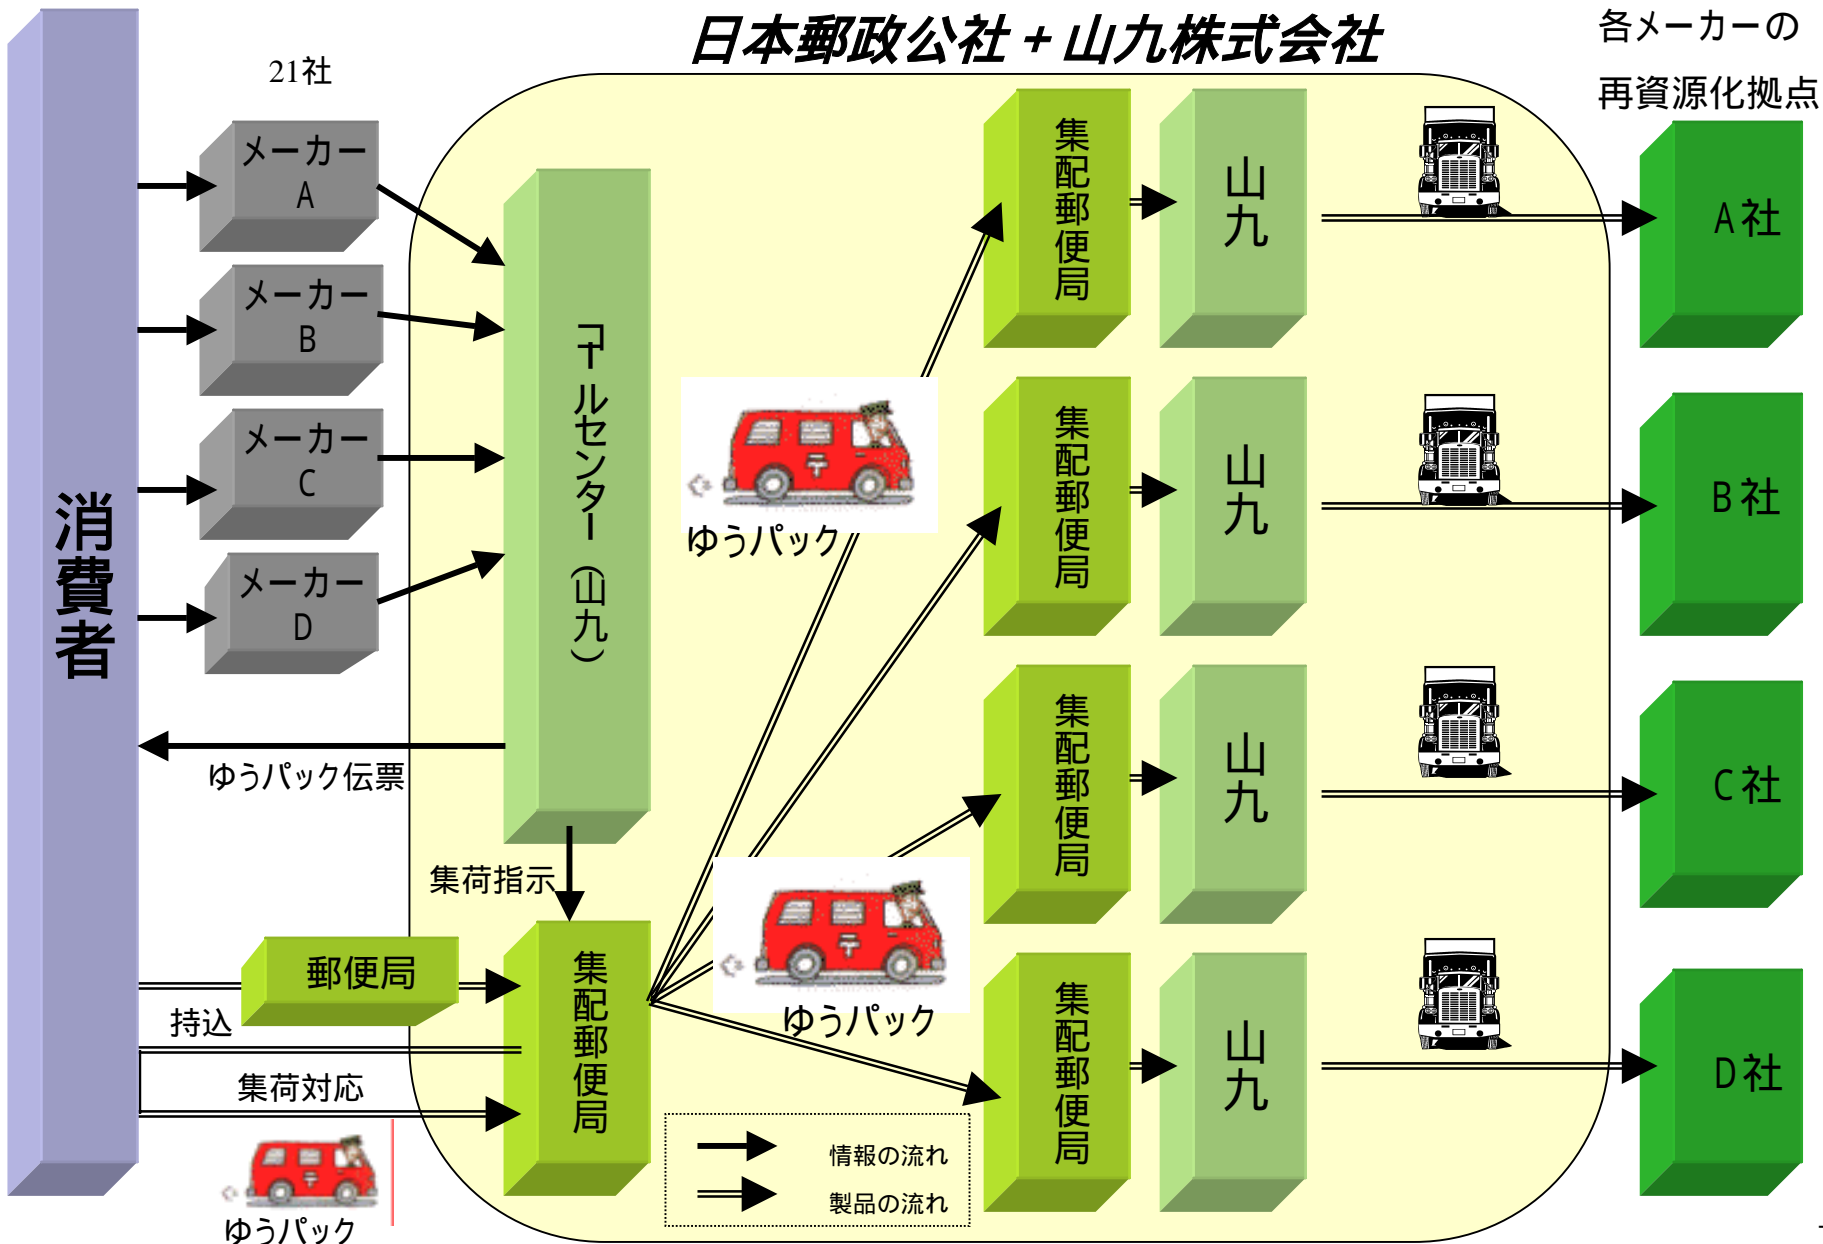 日本郵政公社+山九株式会社
各メーカーの
再資源化拠点
21社
消費者
メーカー
A
メーカー
B
メーカー
C
メーカー
D
コールセンター(山九)
ゆうパック伝票
集荷指示
郵便局
持込
集荷対応
ゆうパック
集配郵便局
ゆうパック
ゆうパック
集配郵便局
山九
A社
集配郵便局
山九
B社
集配郵便局
山九
C社
集配郵便局
山九
D社
情報の流れ
製品の流れ